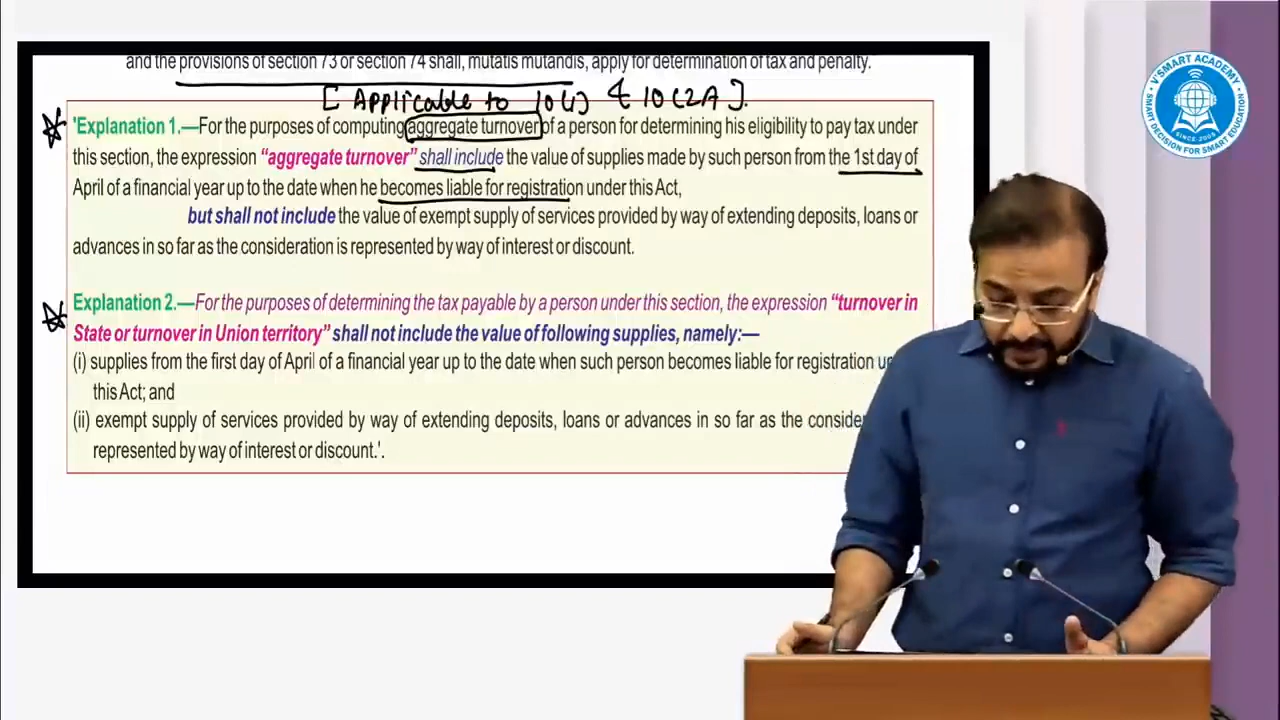 and the provisions of section 73 or section 74 shall, mutatis mutandis, apply for determination of tax and penalty.
[ Applicable to 10(1) & 10(2A].
'Explanation 1.—For the purposes of computing aggregate turnover of a person for determining his eligibility to pay tax under
this section, the expression “aggregate turnover” shall include the value of supplies made by such person from the 1st day of
April of a financial year up to the date when he becomes liable for registration under this Act,
but shall not include the value of exempt supply of services provided by way of extending deposits, loans or
advances in so far as the consideration is represented by way of interest or discount.
Explanation 2.—For the purposes of determining the tax payable by a person under this section, the expression “turnover in
State or turnover in Union territory” shall not include the value of following supplies, namely:—
(i) supplies from the first day of April of a financial year up to the date when such person becomes liable for registration
this Act; and
(ii) exempt supply of services provided by way of extending deposits, loans or advances in so far as the
represented by way of interest or discount.'.
V'SMART ACADEMY
SINCE 2005
SMART DECISION FOR SMART EDUCATION